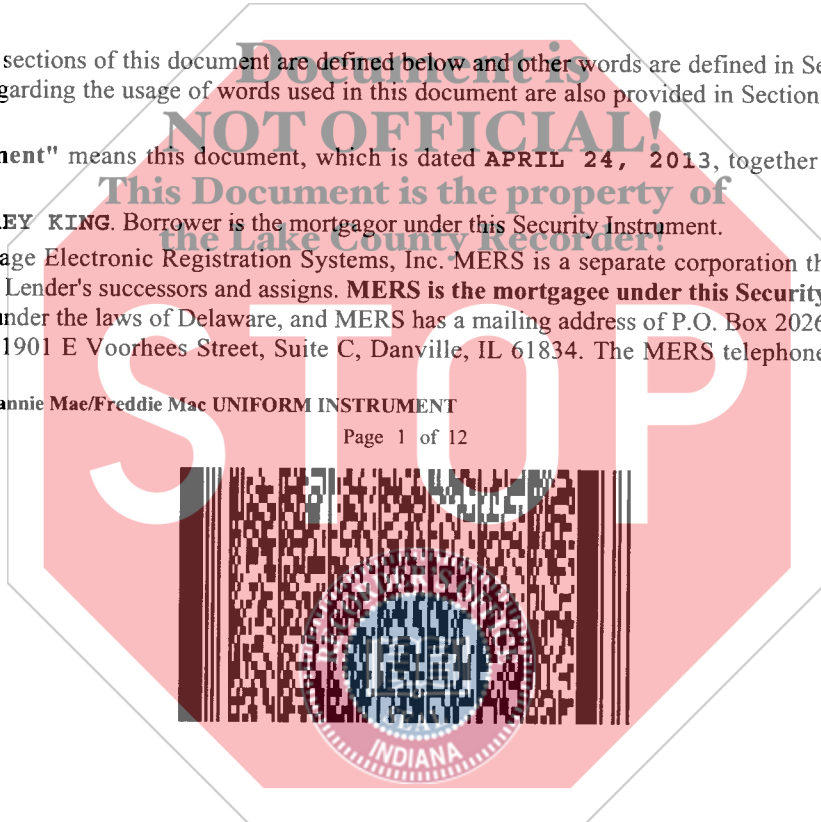 sections of this document are defined below and other words are defined in Se
garding the usage of words used in this document are also provided in Section
ent" means this document, which is dated APRIL 24, 2013, together
EY KING. Borrower is the mortgagor under this Security Instrument.
age Electronic Registration Systems, Inc. MERS is a separate corporation th
Lender's successors and assigns. MERS is the mortgagee under this Security
nder the laws of Delaware, and MERS has a mailing address of P.O. Box 2026
1901 E Voorhees Street, Suite C, Danville, IL 61834. The MERS telephone
annie Mae/Freddie Mac UNIFORM INSTRUMENT
Page 1 of 12
Document is
NOT OFFICIAL!
This Document is the property of
the Lake County Recorder!
STOP
RECORDER'S OFFICE
SEAL
INDIANA